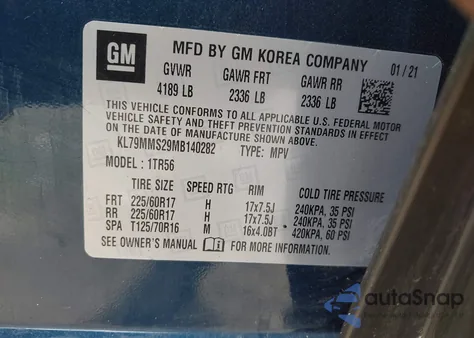 GM
MFD BY GM KOREA COMPANY
GVWR GAWR FRT GAWR RR 01/21
4189 LB 2336 LB 2336 LB
THIS VEHICLE CONFORMS TO ALL APPLICABLE U.S. FEDERAL MOTOR
VEHICLE SAFETY AND THEFT PREVENTION STANDARDS IN EFFECT ON THE
DATE OF MANUFACTURE SHOWN ABOVE.
KL79MMS29MB140282 TYPE: MPV
MODEL: 1TR56
TIRE SIZE SPEED RTG RIM COLD TIRE PRESSURE
FRT 225/60R17 H 17x7.5J 240KPA, 35 PSI
RR 225/60R17 H 17x7.5J 240KPA, 35 PSI
SPA T125/70R16 M 16x4.0BT 420KPA, 60 PSI
SEE OWNER'S MANUAL FOR MORE INFORMATION
autoSnap